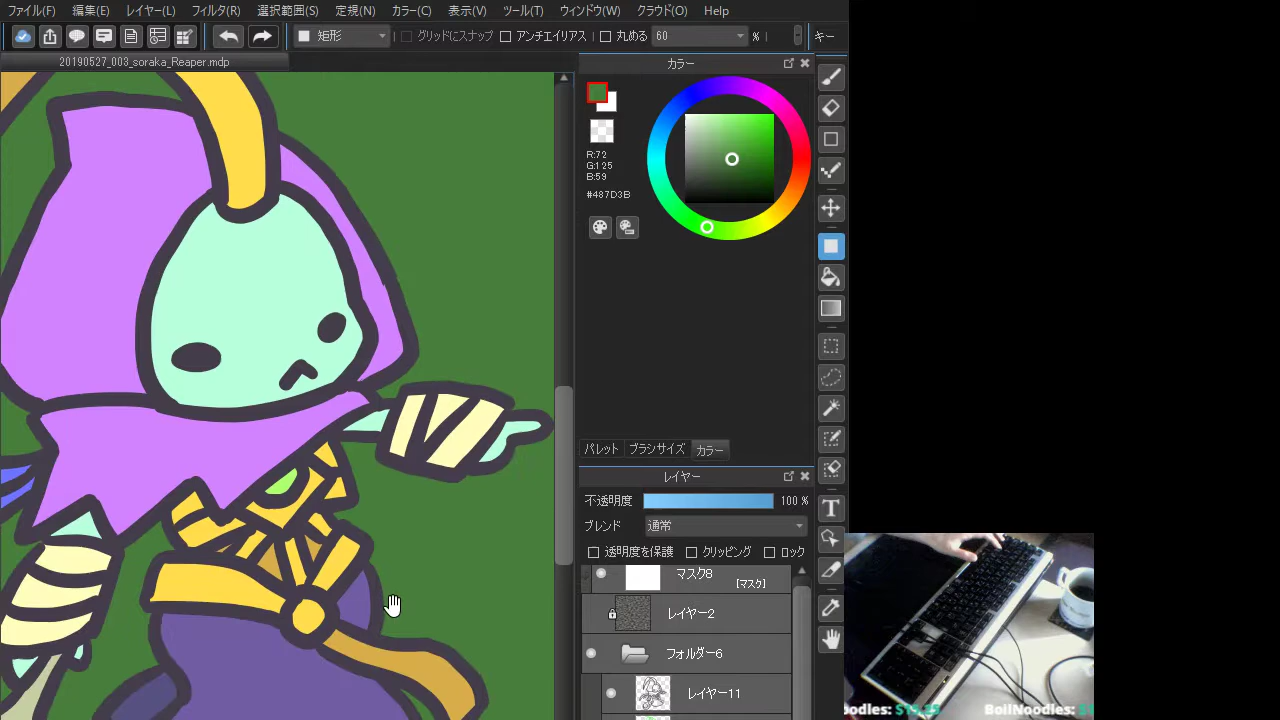 ファイル(F) 編集(E) レイヤー(L) フィルタ(R) 選択範囲(S) 定規(N) カラー(C) 表示(V) ツール(T) ウィンドウ(W) クラウド(O) Help
矩形 グリッドにスナップ アンチエイリアス 丸める 60 % キー
カラー
R:72
G:125
B:59
#487D3B
パレット ブラシサイズ カラー
レイヤー
不透明度 100 %
ブレンド 通常
透明度を保護 クリッピング ロック
マスク8 [マスク]
レイヤー2
フォルダー6
レイヤー11
T
oodles: $15.25 BoilNoodles: